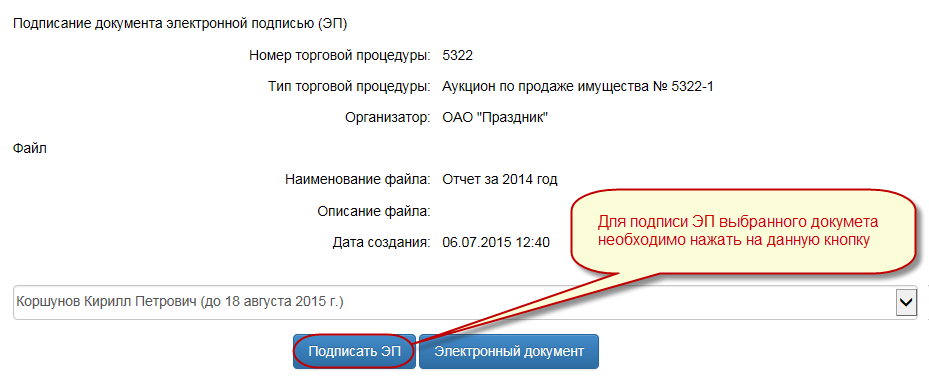 Подписание документа электронной подписью (ЭП)
Номер торговой процедуры: 5322
Тип торговой процедуры: Аукцион по продаже имущества № 5322-1
Организатор: ОАО "Праздник"
Файл
Наименование файла: Отчет за 2014 год
Описание файла:
Дата создания: 06.07.2015 12:40
Для подписи ЭП выбранного докумета
необходимо нажать на данную кнопку
Коршунов Кирилл Петрович (до 18 августа 2015 г.)
Подписать ЭП Электронный документ